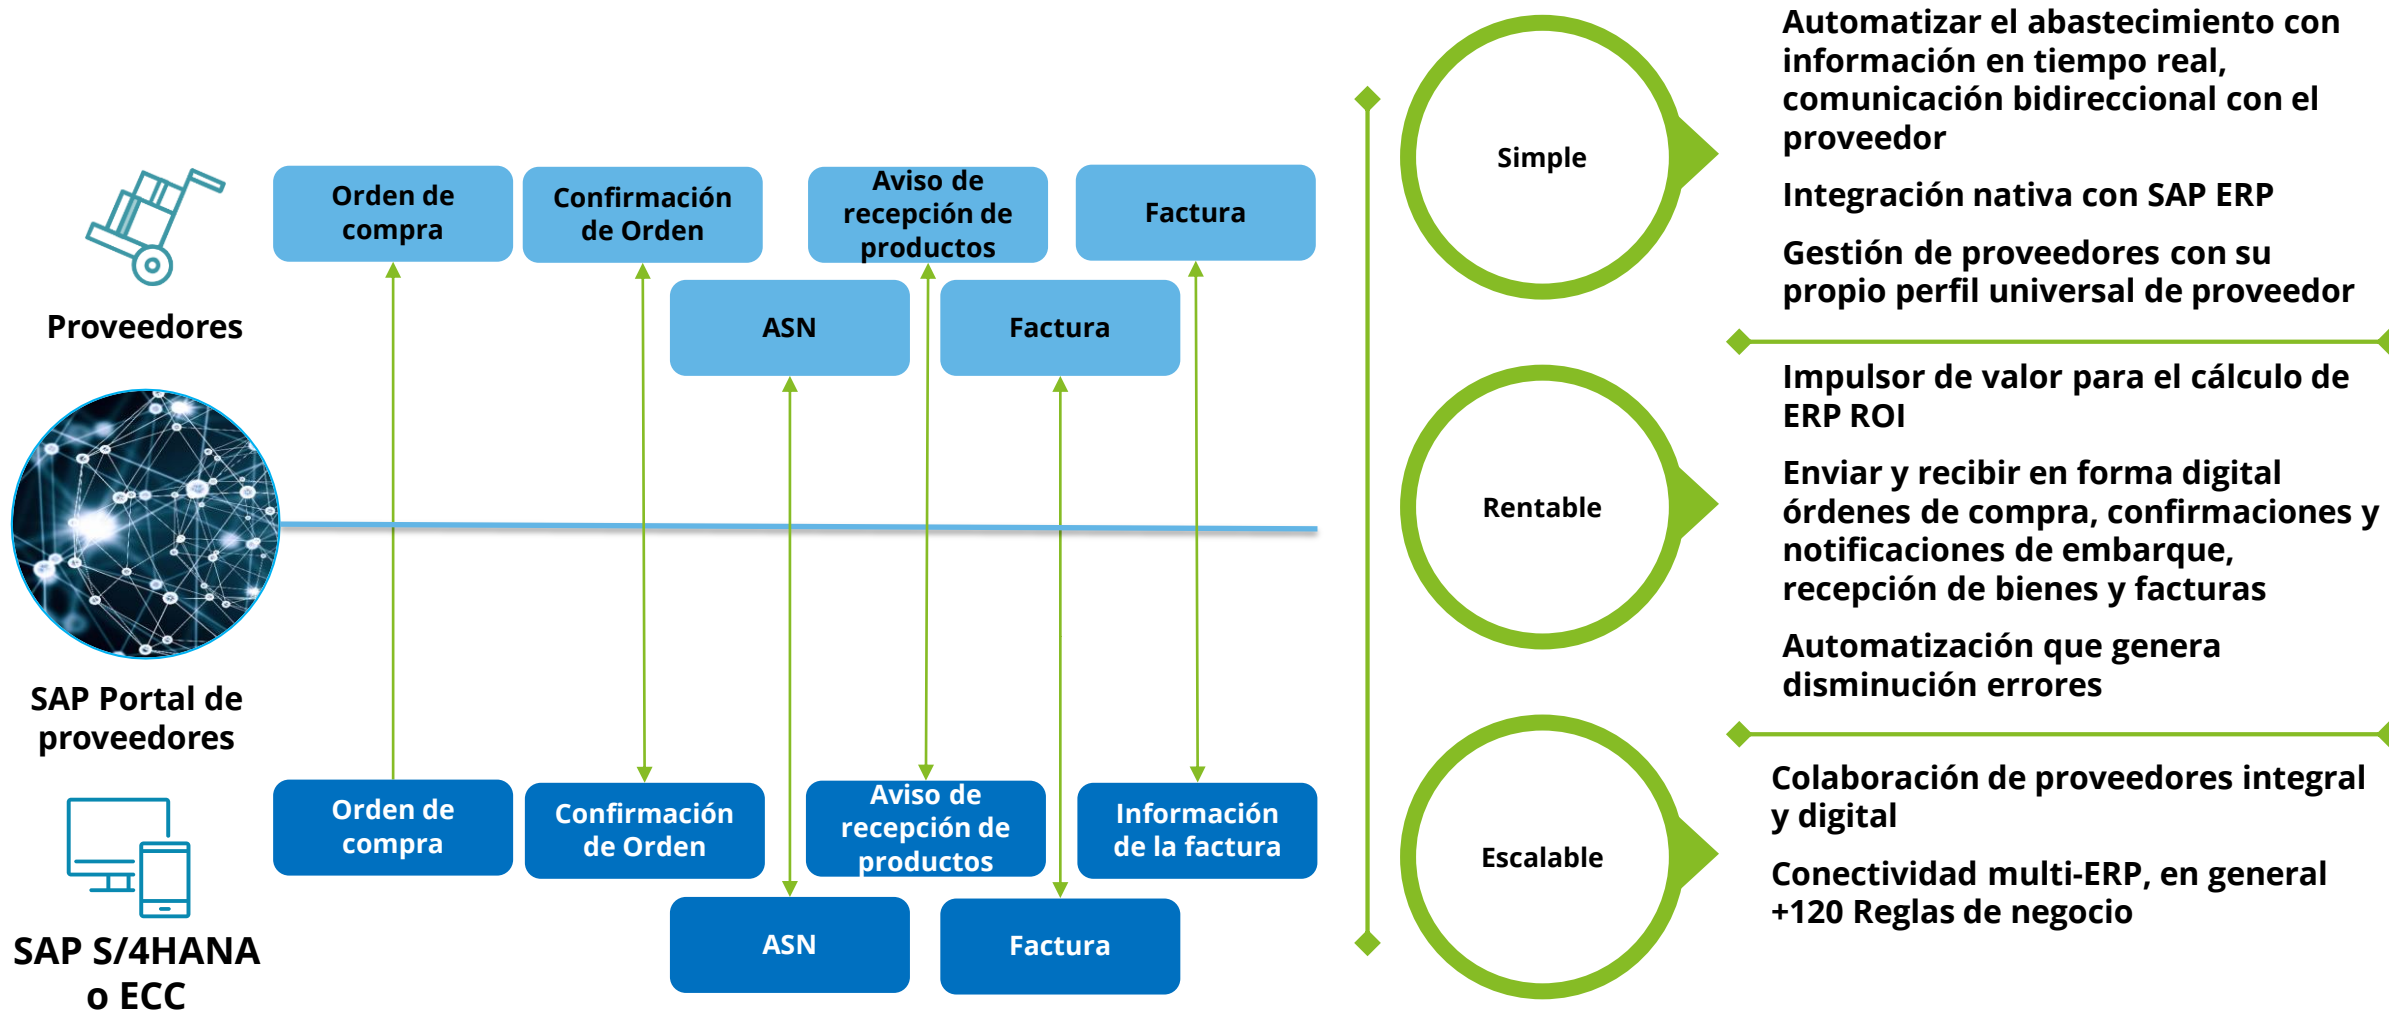 Proveedores
Orden de
compra
Confirmación
de Orden
ASN
Aviso de
recepción de
productos
Factura
Factura
SAP Portal de
proveedores
SAP S/4HANA
o ECC
Orden de
compra
Confirmación
de Orden
ASN
Aviso de
recepción de
productos
Factura
Información
de la factura
Simple
Automatizar el abastecimiento con
información en tiempo real,
comunicación bidireccional con el
proveedor
Integración nativa con SAP ERP
Gestión de proveedores con su
propio perfil universal de proveedor
Rentable
Impulsor de valor para el cálculo de
ERP ROI
Enviar y recibir en forma digital
órdenes de compra, confirmaciones y
notificaciones de embarque,
recepción de bienes y facturas
Automatización que genera
disminución errores
Escalable
Colaboración de proveedores integral
y digital
Conectividad multi-ERP, en general
+120 Reglas de negocio